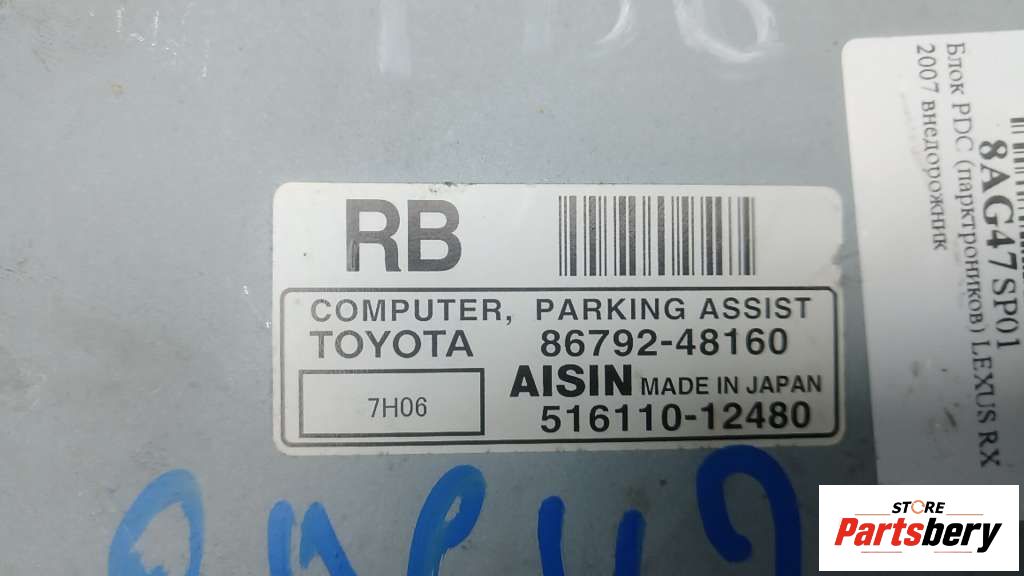 RB
COMPUTER, PARKING ASSIST
TOYOTA 86792-48160
7H06
AISIN MADE IN JAPAN
516110-12480
8AG47SP01
Блок PDC (парктроников) LEXUS RX
2007 внедорожник
STORE
Partsbery